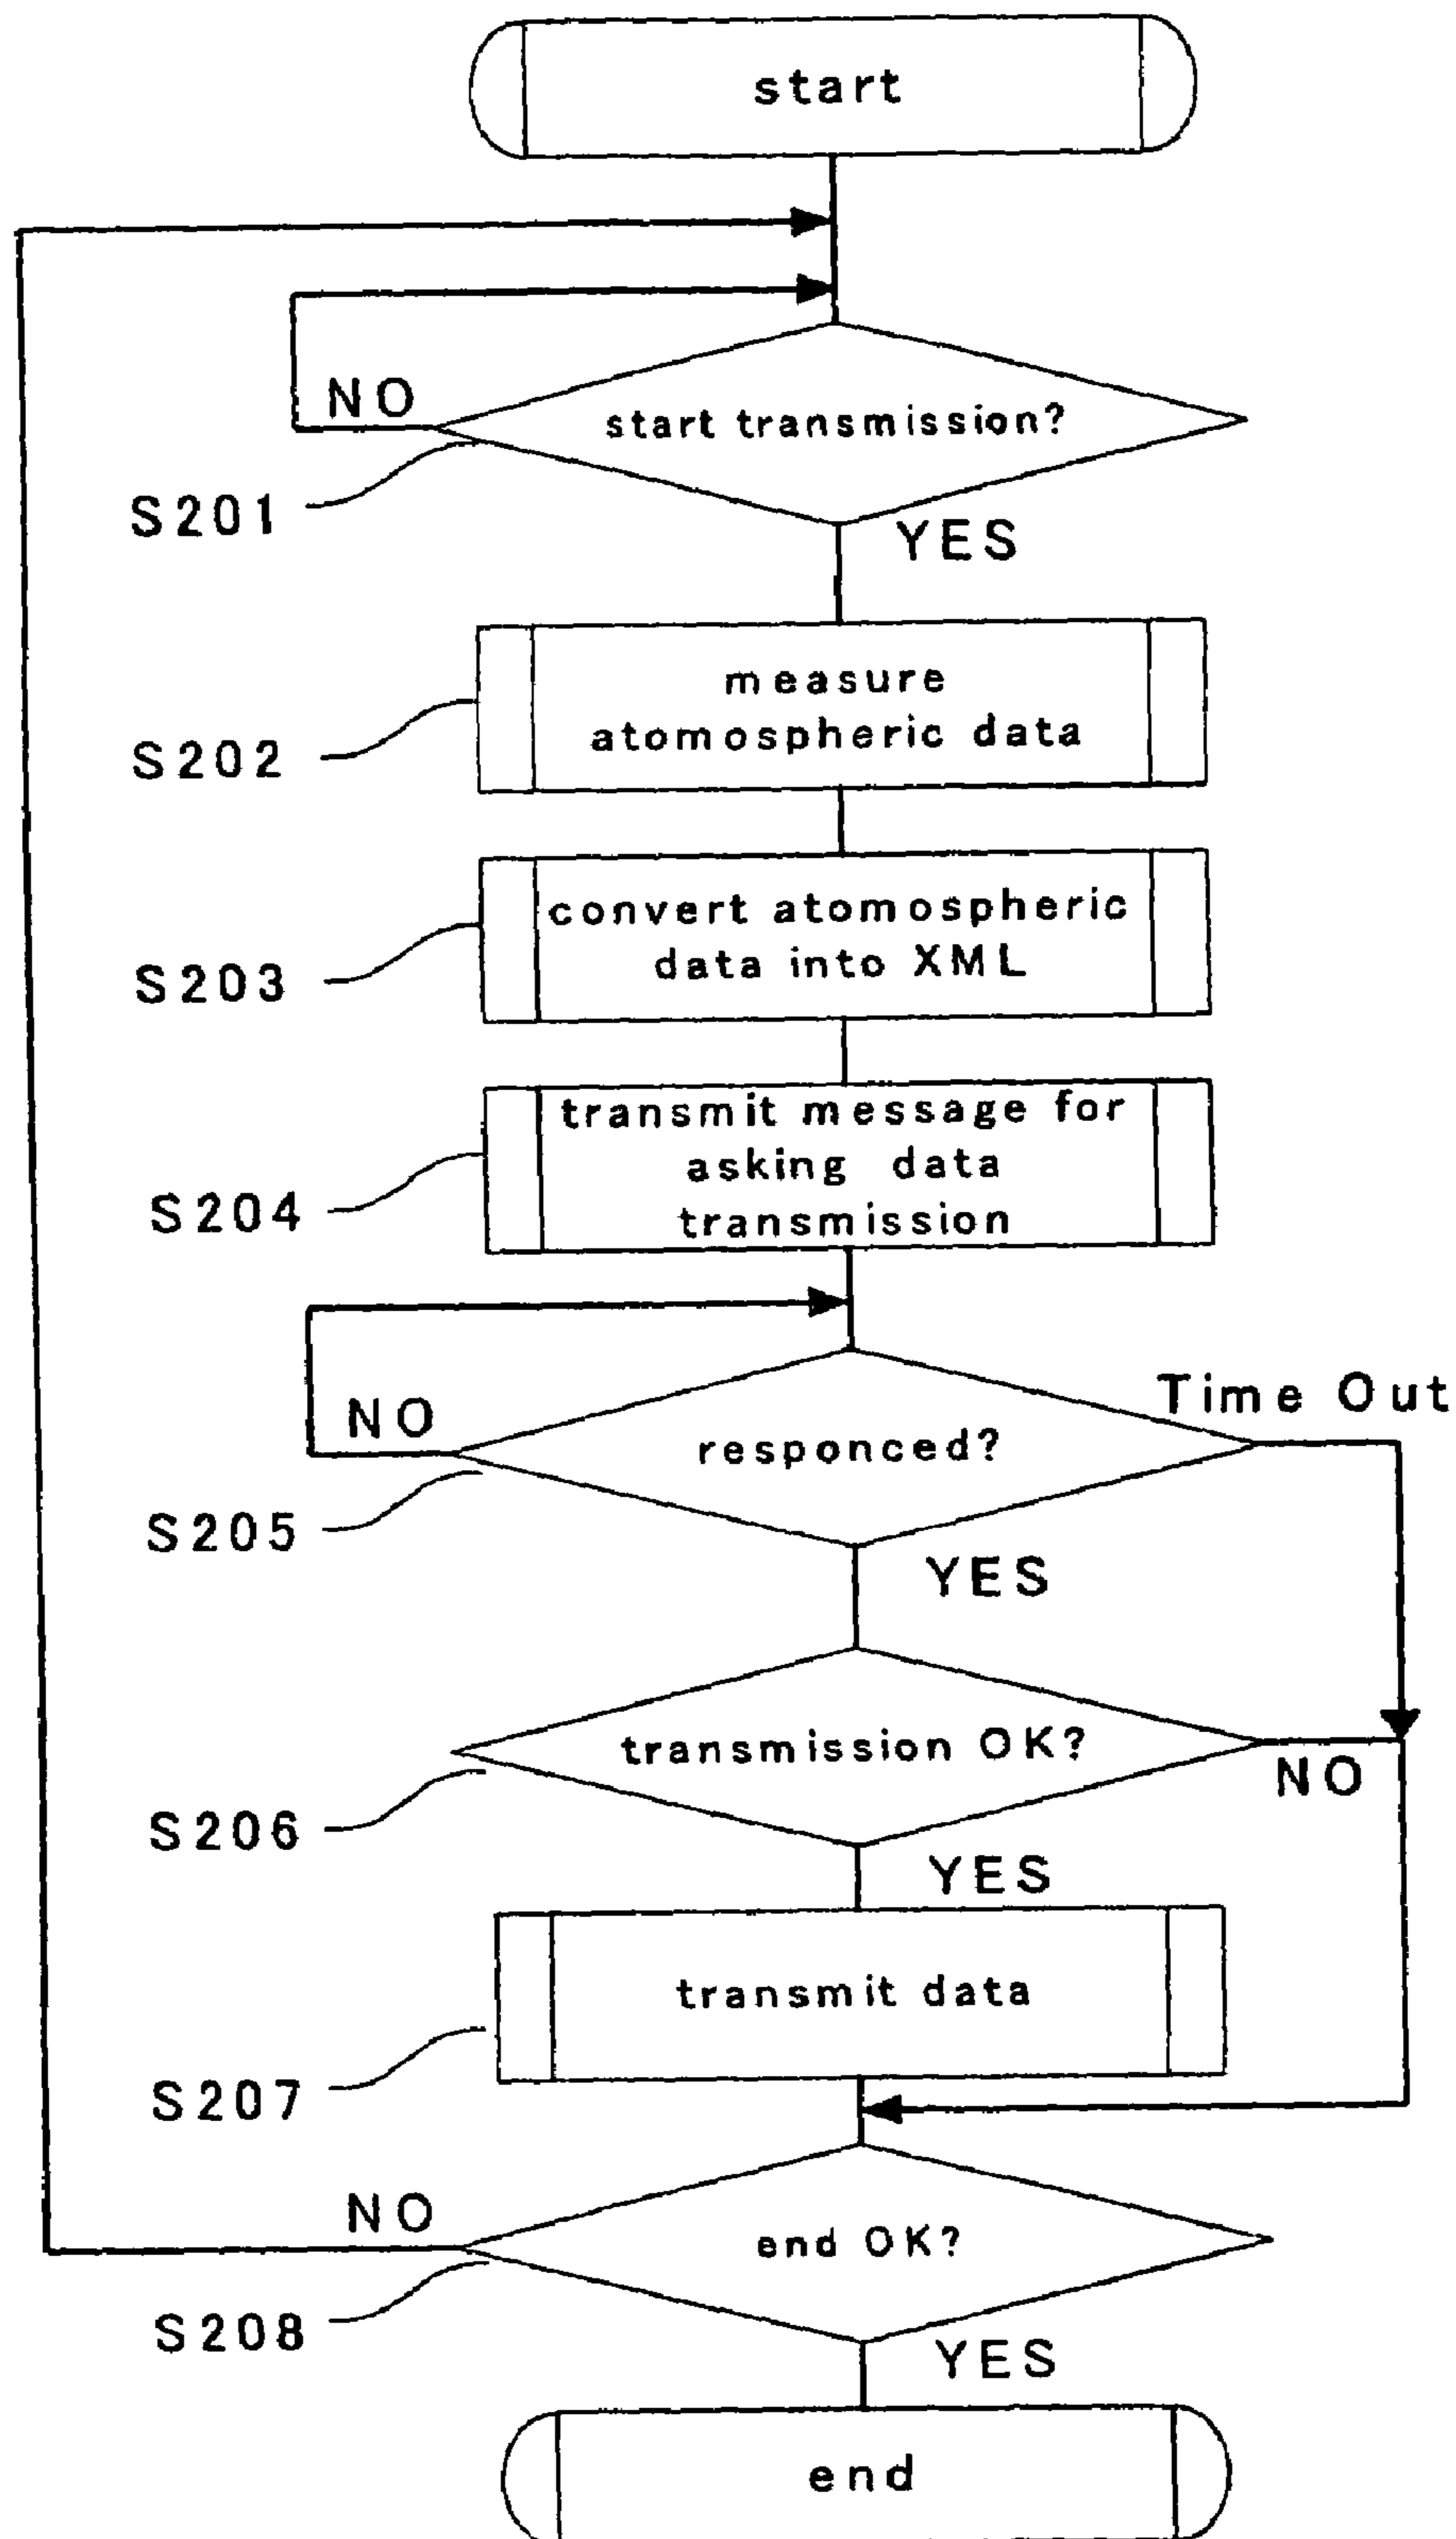 start
NO
start transmission?
S201
YES
measure
atomospheric data
S202
convert atomospheric
data into XML
S203
transmit message for
asking data
transmission
S204
Time Out
NO
responced?
S205
YES
transmission OK?
NO
S206
YES
transmit data
S207
NO
end OK?
S208
YES
end